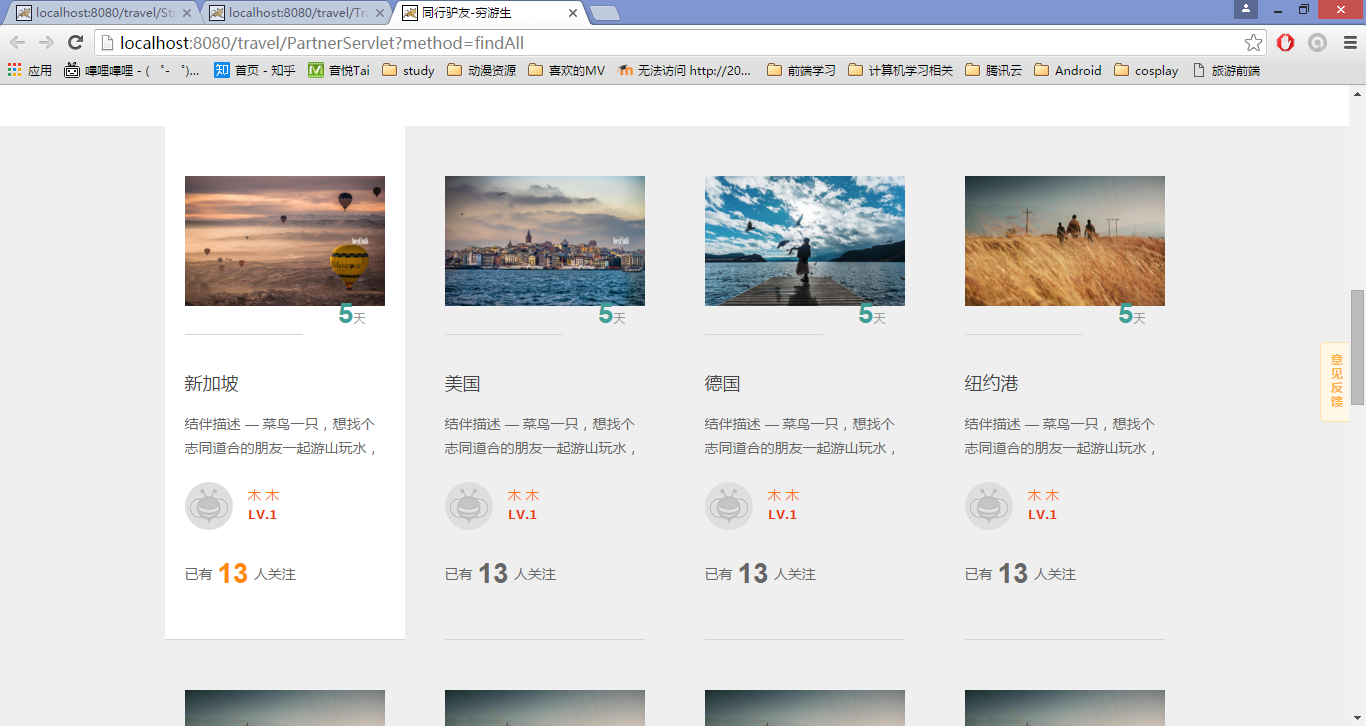 localhost:8080/travel/St
localhost:8080/travel/Tr
同行驴友-穷游生
localhost:8080/travel/PartnerServlet?method=findAll
应用
哔哩哔哩 - ( ゜- ゜)...
首页 - 知乎
音悦Tai
study
动漫资源
喜欢的MV
无法访问 http://20...
前端学习
计算机学习相关
腾讯云
Android
cosplay
旅游前端
5天
5天
5天
5天
意见反馈
新加坡
美国
德国
纽约港
结伴描述 — 菜鸟一只，想找个
志同道合的朋友一起游山玩水，
结伴描述 — 菜鸟一只，想找个
志同道合的朋友一起游山玩水，
结伴描述 — 菜鸟一只，想找个
志同道合的朋友一起游山玩水，
结伴描述 — 菜鸟一只，想找个
志同道合的朋友一起游山玩水，
木 木
LV.1
木 木
LV.1
木 木
LV.1
木 木
LV.1
已有 13 人关注
已有 13 人关注
已有 13 人关注
已有 13 人关注